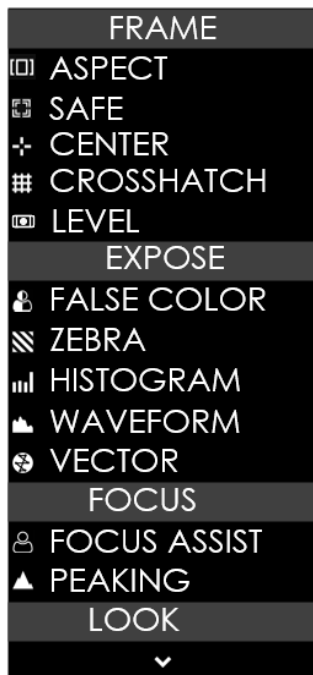 FRAME
ASPECT
SAFE
CENTER
CROSSHATCH
LEVEL
EXPOSE
FALSE COLOR
ZEBRA
HISTOGRAM
WAVEFORM
VECTOR
FOCUS
FOCUS ASSIST
PEAKING
LOOK